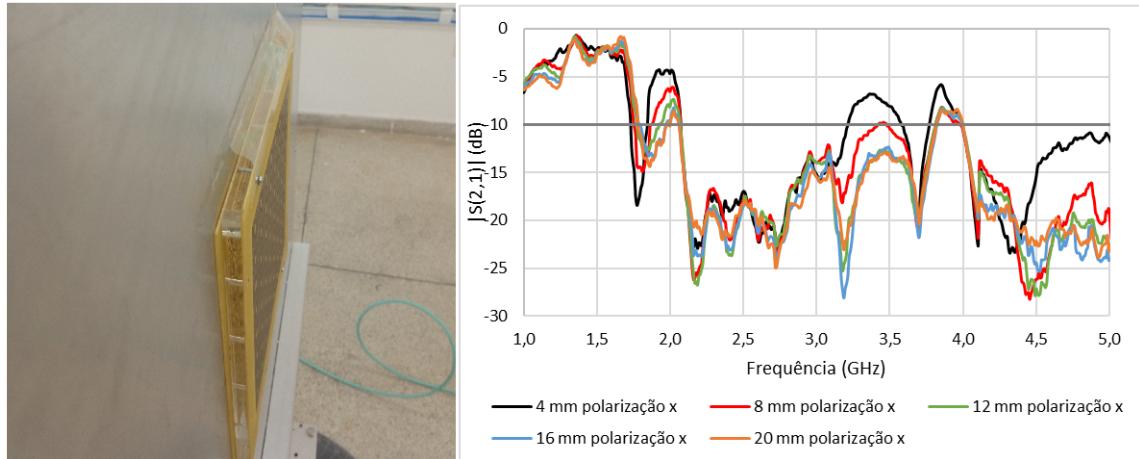 0
-5
-10
-15
-20
-25
-30
|S(2,1)| (dB)
1,0 1,5 2,0 2,5 3,0 3,5 4,0 4,5 5,0
Frequência (GHz)
4 mm polarização x 8 mm polarização x 12 mm polarização x
16 mm polarização x 20 mm polarização x